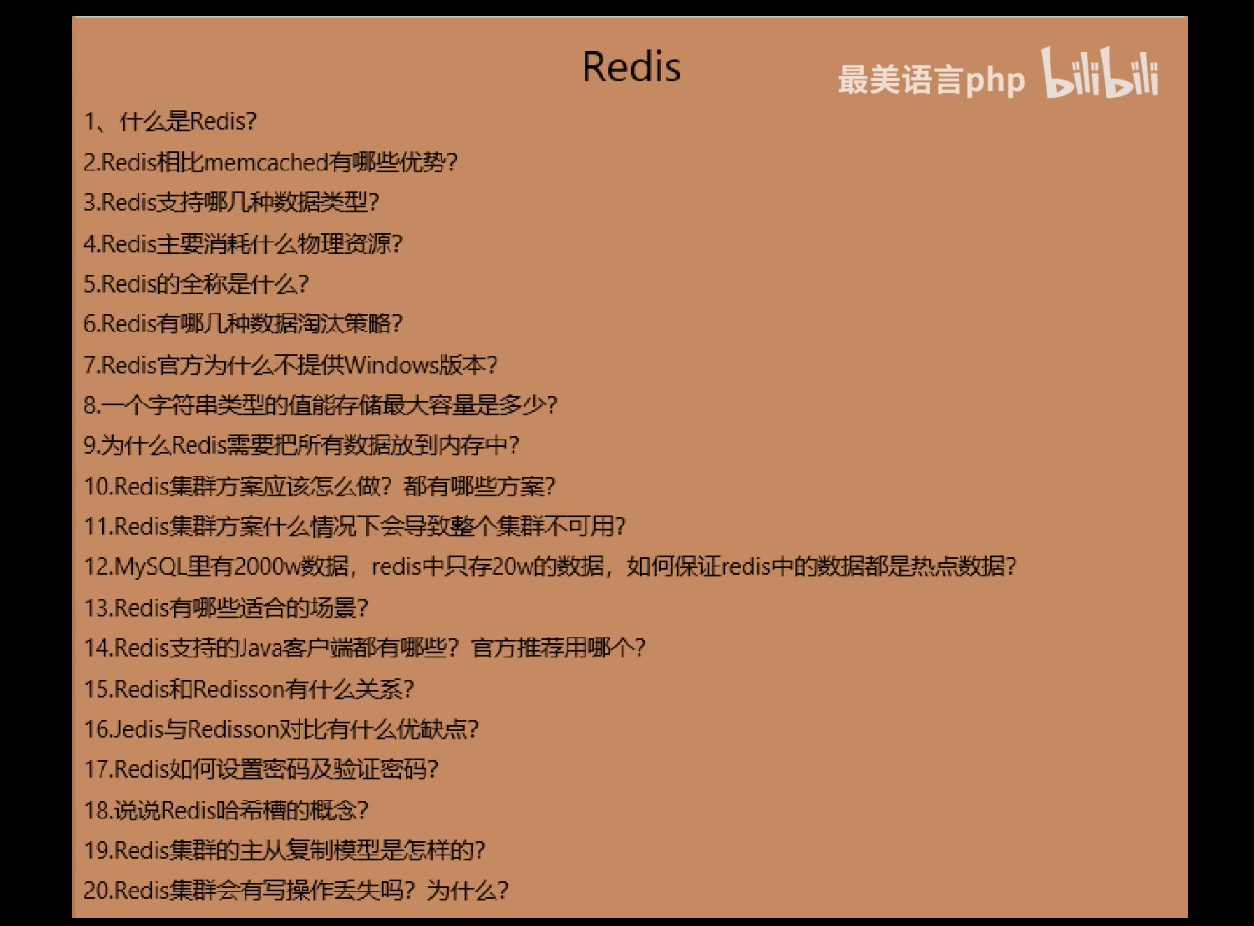 Redis
最美语言php bilibili
1、什么是Redis?
2.Redis相比memcached有哪些优势?
3.Redis支持哪几种数据类型?
4.Redis主要消耗什么物理资源?
5.Redis的全称是什么?
6.Redis有哪几种数据淘汰策略?
7.Redis官方为什么不提供Windows版本?
8.一个字符串类型的值能存储最大容量是多少?
9.为什么Redis需要把所有数据放到内存中?
10.Redis集群方案应该怎么做？都有哪些方案?
11.Redis集群方案什么情况下会导致整个集群不可用?
12.MySQL里有2000w数据，redis中只存20w的数据，如何保证redis中的数据都是热点数据?
13.Redis有哪些适合的场景?
14.Redis支持的Java客户端都有哪些？官方推荐用哪个?
15.Redis和Redisson有什么关系?
16.Jedis与Redisson对比有什么优缺点?
17.Redis如何设置密码及验证密码?
18.说说Redis哈希槽的概念?
19.Redis集群的主从复制模型是怎样的?
20.Redis集群会有写操作丢失吗？为什么?